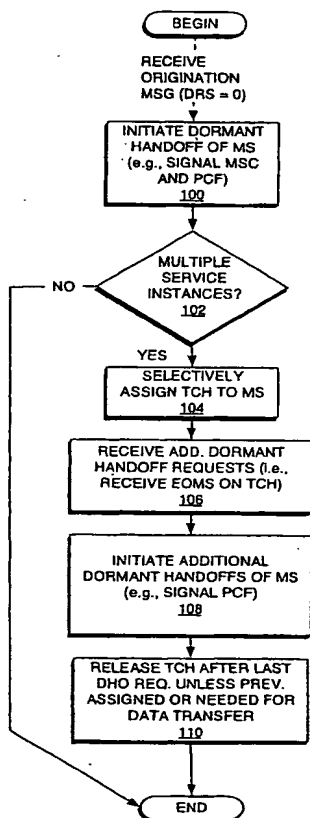 BEGIN
RECEIVE
ORIGINATION
MSG (DRS = 0)
INITIATE DORMANT
HANDOFF OF MS
(e.g., SIGNAL MSC
AND PCF)
100
MULTIPLE
SERVICE
INSTANCES?
102
NO
YES
SELECTIVELY
ASSIGN TCH TO MS
104
RECEIVE ADD. DORMANT
HANDOFF REQUESTS (i.e.,
RECEIVE EOMS ON TCH)
106
INITIATE ADDITIONAL
DORMANT HANDOFFS OF MS
(e.g., SIGNAL PCF)
108
RELEASE TCH AFTER LAST
DHO REQ. UNLESS PREV.
ASSIGNED OR NEEDED FOR
DATA TRANSFER
110
END